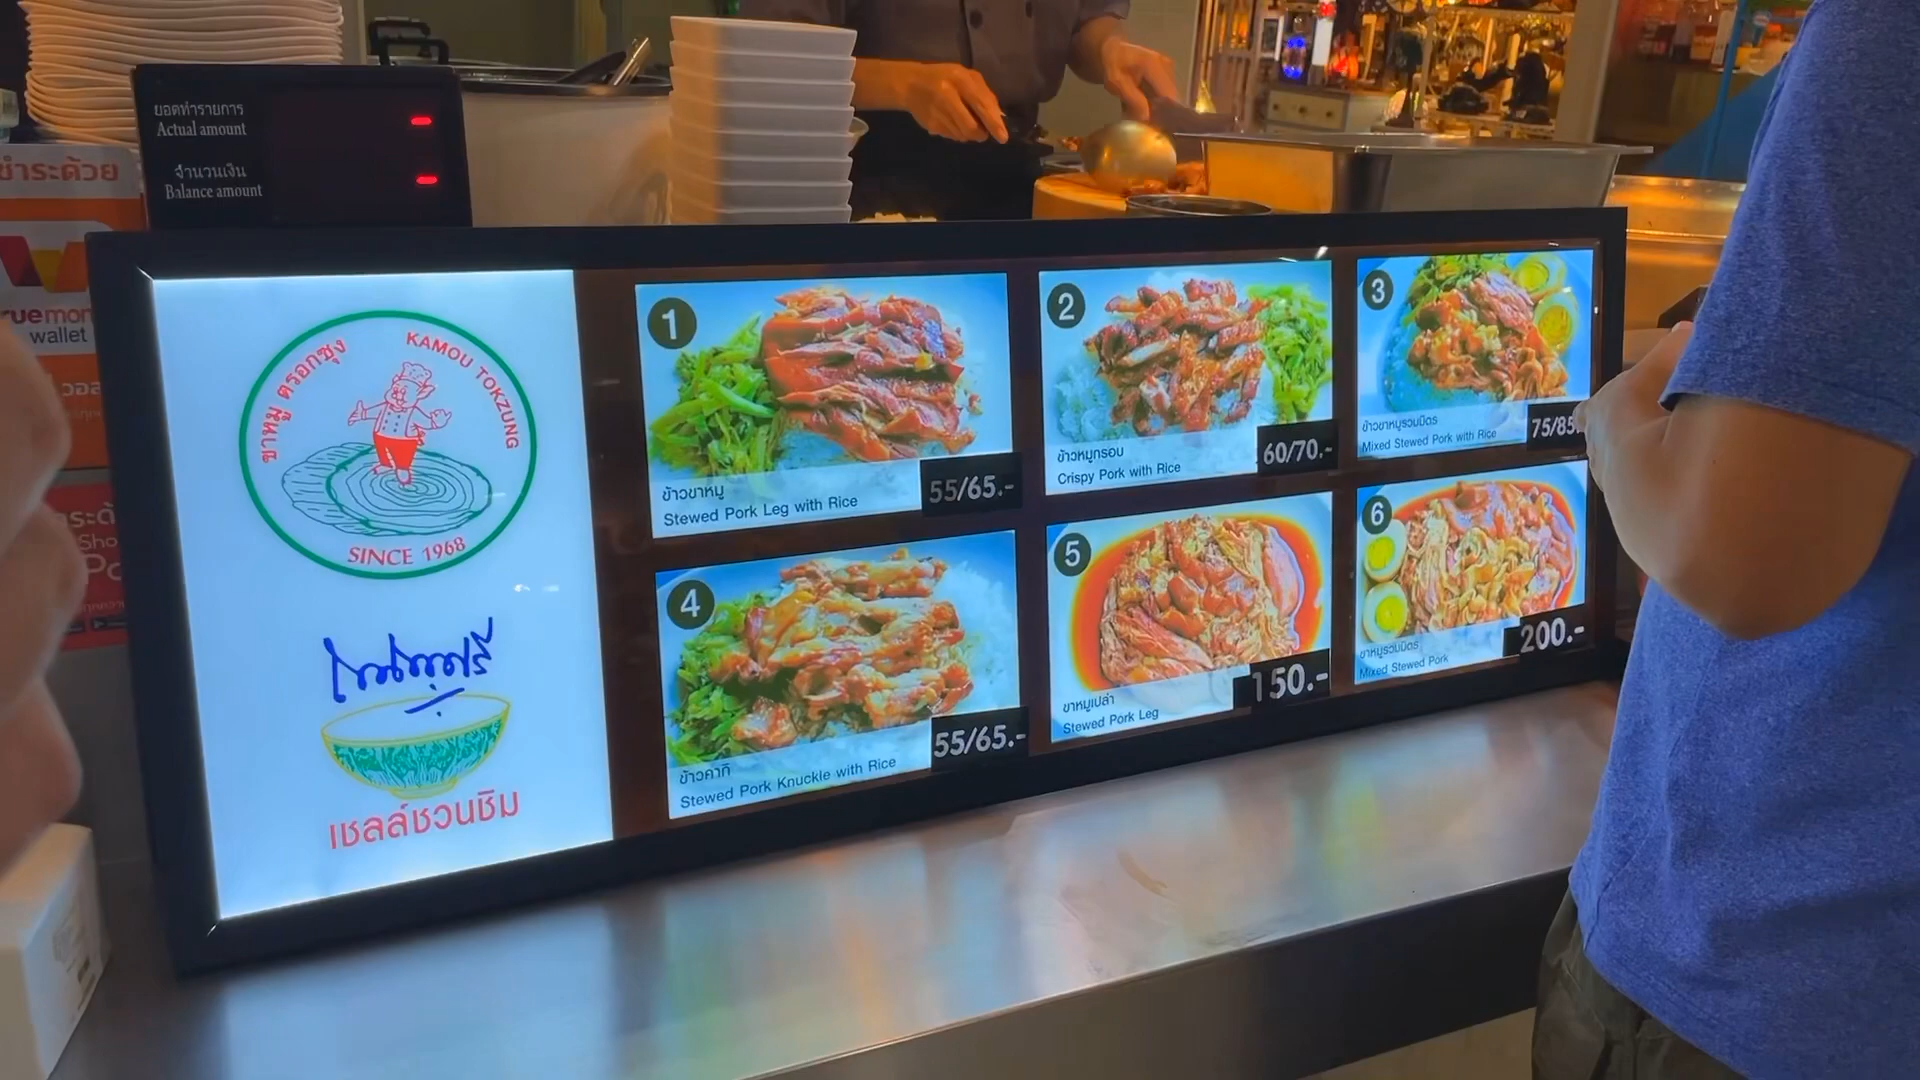 ยอดทำรายการ
Actual amount
จำนวนเงิน
Balance amount
ชำระด้วย
wallet
ขาหมู ตรอกซุง
KAMOU TOKZUNG
SINCE 1968
เชลล์ชวนชิม
1
ข้าวขาหมู
Stewed Pork Leg with Rice
55/65.-
2
ข้าวหมูกรอบ
Crispy Pork with Rice
60/70.-
3
ข้าวขาหมูรวมมิตร
Mixed Stewed Pork with Rice
75/85
4
ข้าวคากิ
Stewed Pork Knuckle with Rice
55/65.-
5
ขาหมูเปล่า
Stewed Pork Leg
150.-
6
ขาหมูรวมมิตร
Mixed Stewed Pork
200.-